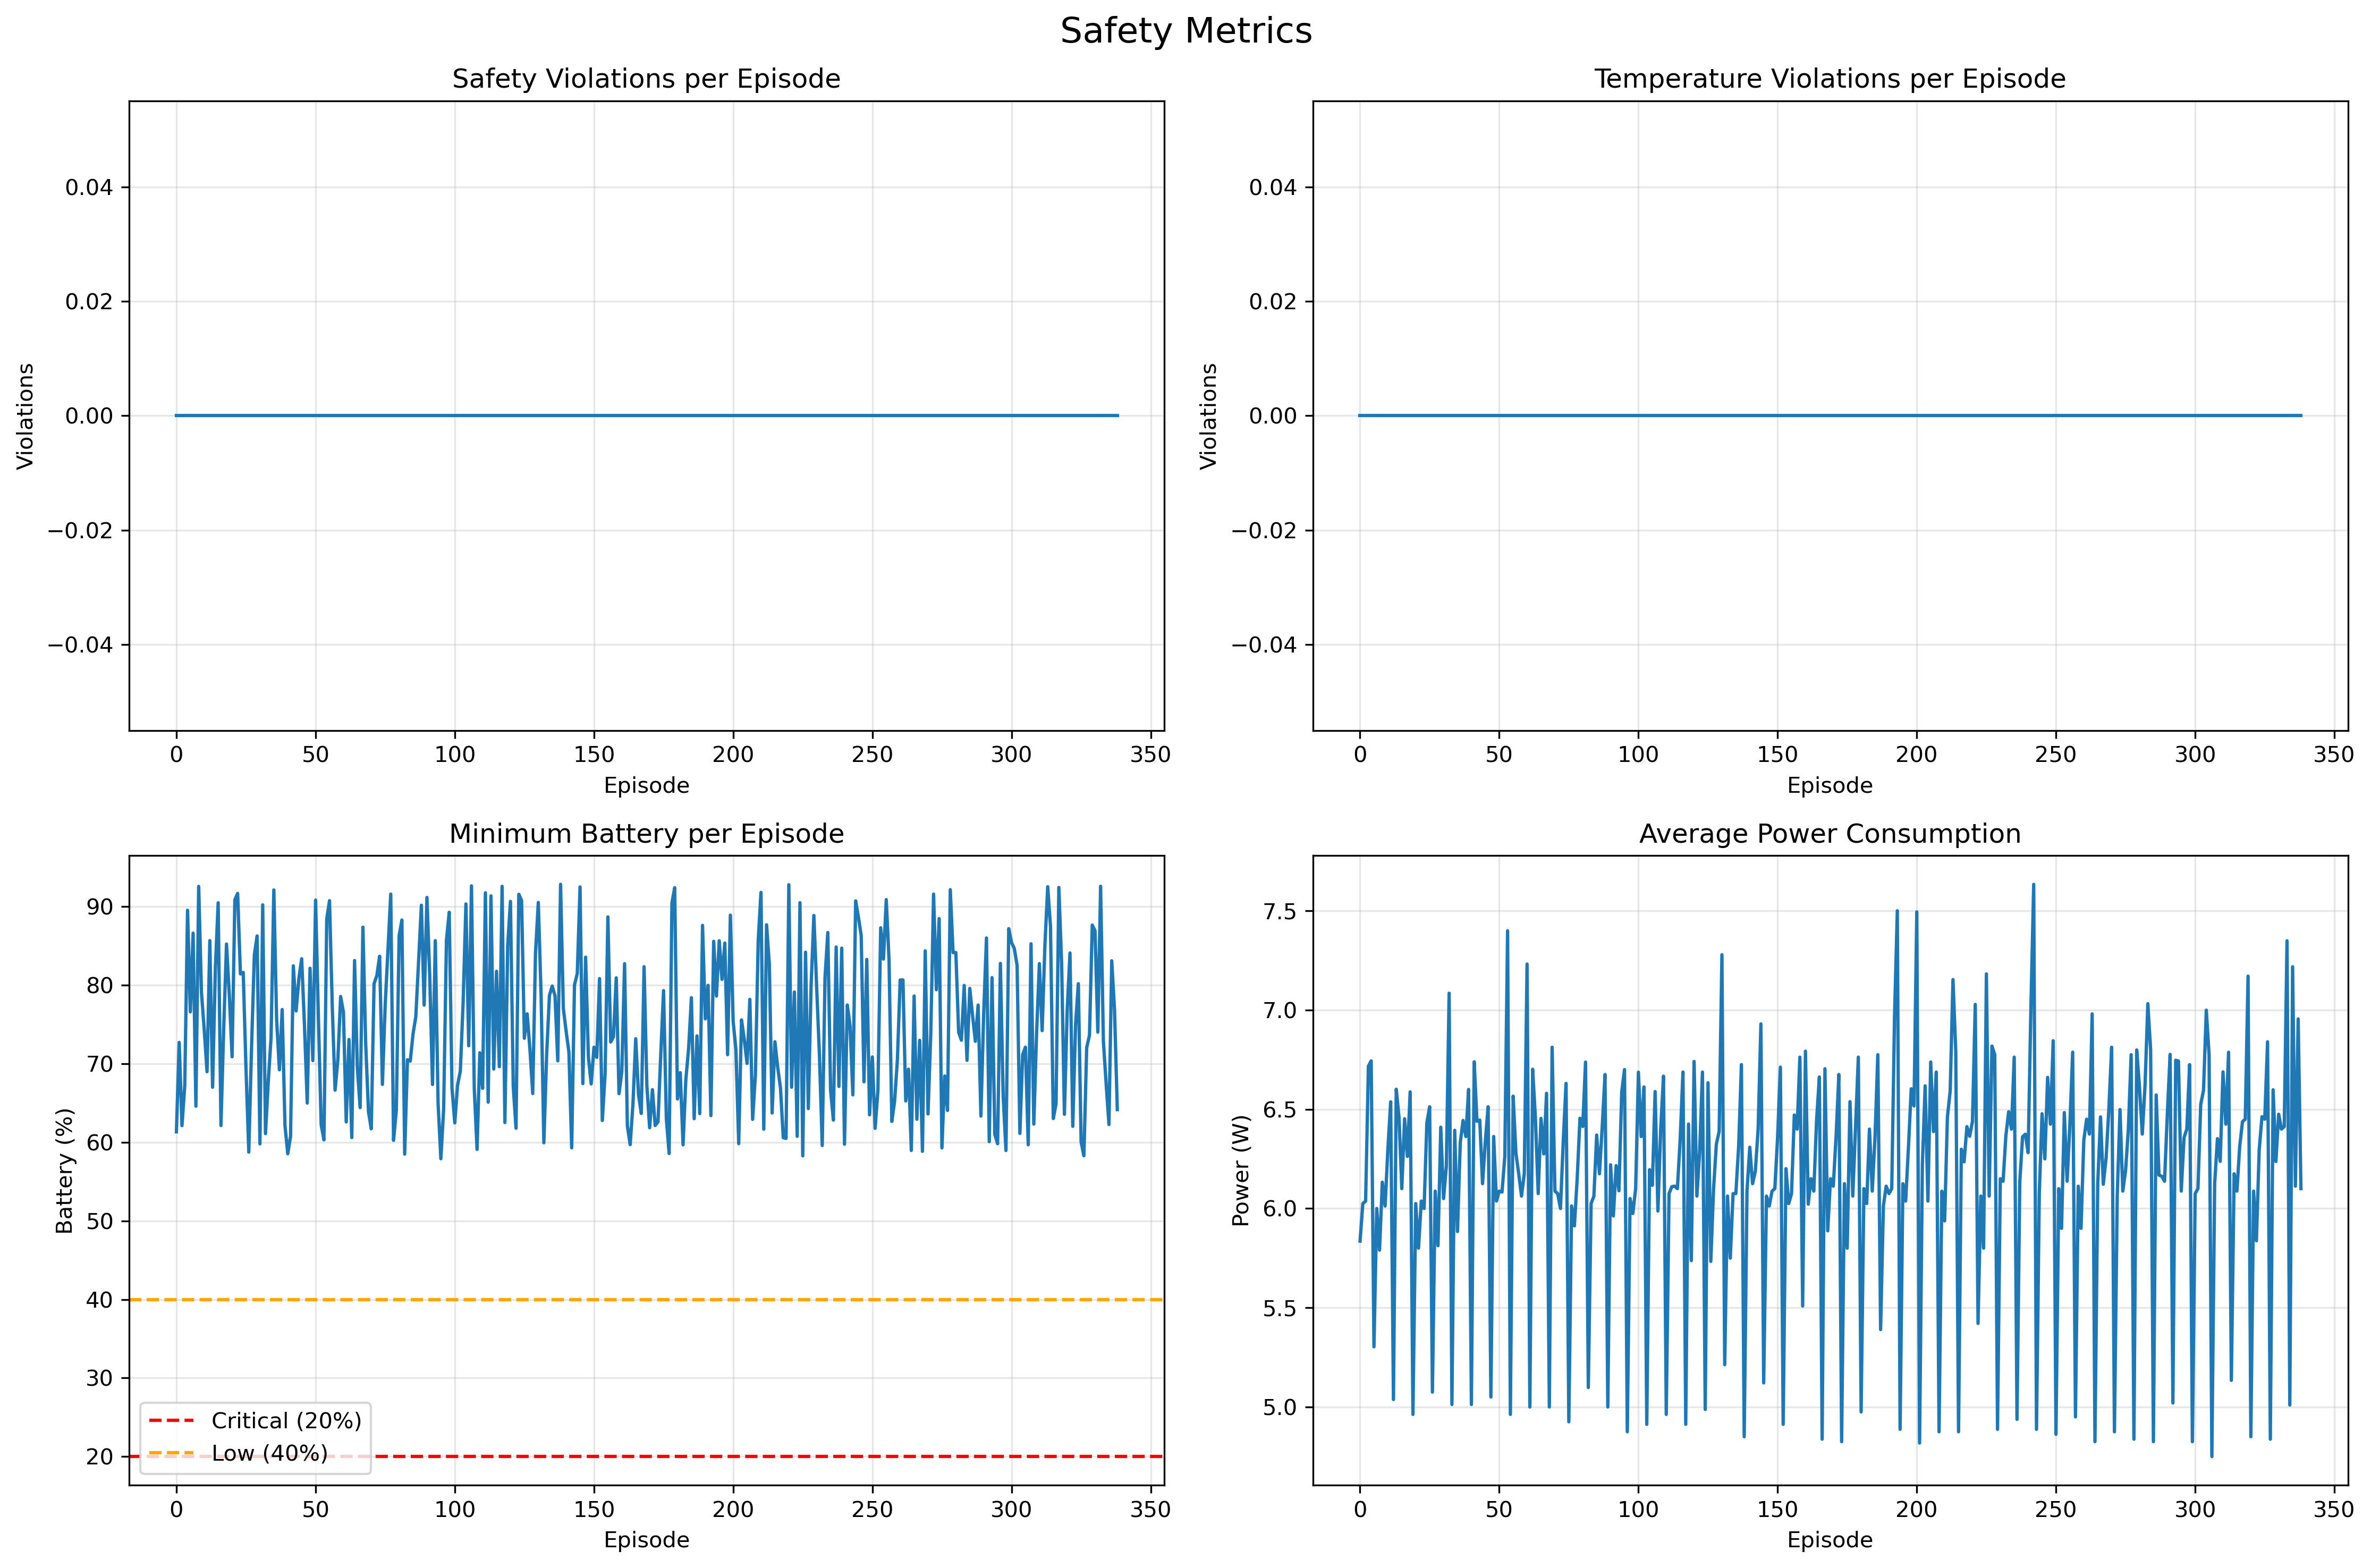 Safety Metrics
Safety Violations per Episode
Violations
0.04
0.02
0.00
−0.02
−0.04
0 50 100 150 200 250 300 350
Episode
Temperature Violations per Episode
Violations
0.04
0.02
0.00
−0.02
−0.04
0 50 100 150 200 250 300 350
Episode
Minimum Battery per Episode
Battery (%)
90
80
70
60
50
40
30
20
Critical (20%)
Low (40%)
0 50 100 150 200 250 300 350
Episode
Average Power Consumption
Power (W)
7.5
7.0
6.5
6.0
5.5
5.0
0 50 100 150 200 250 300 350
Episode